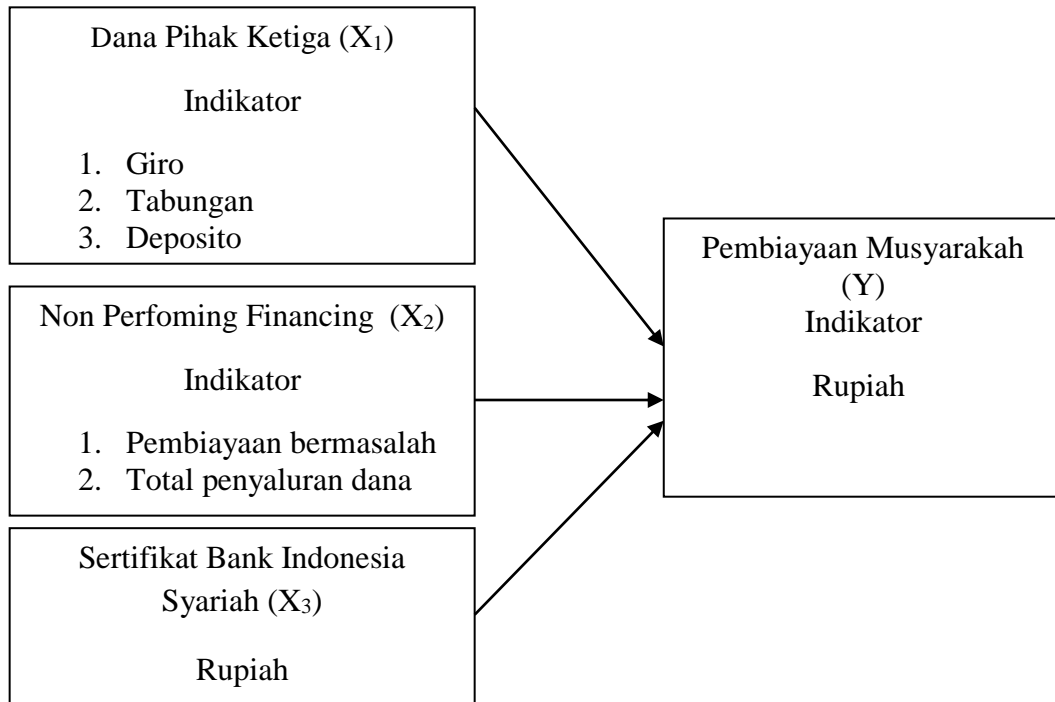 Dana Pihak Ketiga (X₁)
Indikator
1. Giro
2. Tabungan
3. Deposito
Non Perfoming Financing (X₂)
Indikator
1. Pembiayaan bermasalah
2. Total penyaluran dana
Sertifikat Bank Indonesia
Syariah (X₃)
Rupiah
Pembiayaan Musyarakah
(Y)
Indikator
Rupiah